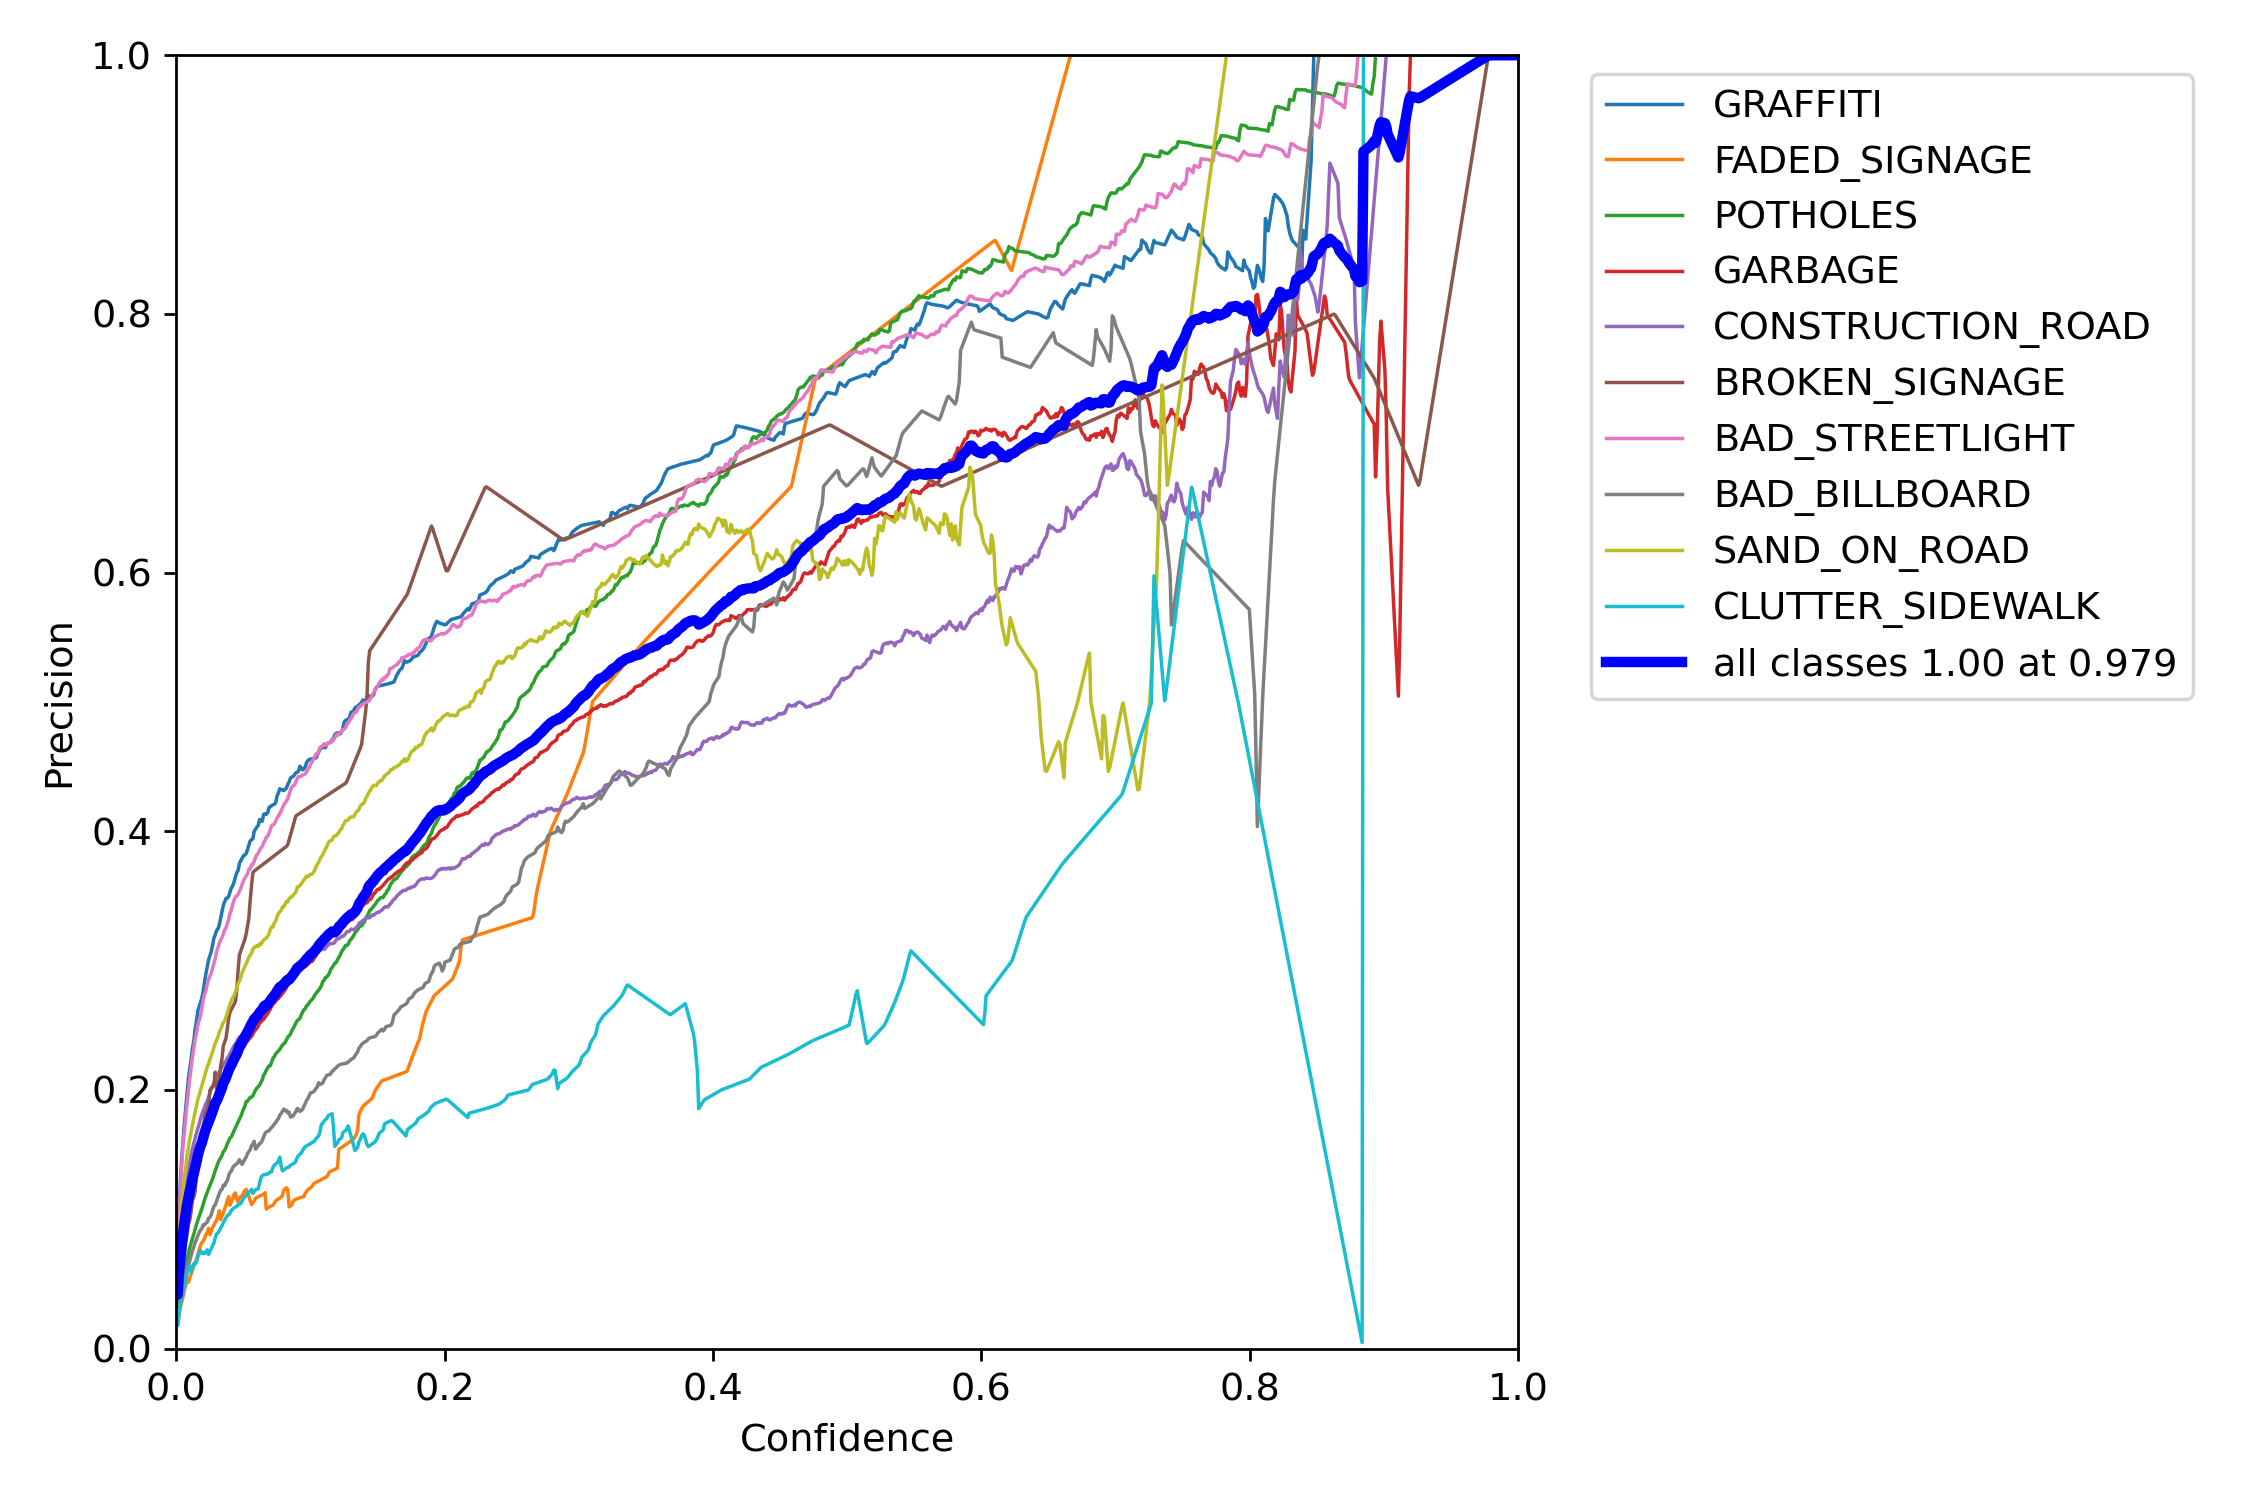 1.0
0.8
0.6
0.4
0.2
0.0
0.0 0.2 0.4 0.6 0.8 1.0
Precision
Confidence
GRAFFITI
FADED_SIGNAGE
POTHOLES
GARBAGE
CONSTRUCTION_ROAD
BROKEN_SIGNAGE
BAD_STREETLIGHT
BAD_BILLBOARD
SAND_ON_ROAD
CLUTTER_SIDEWALK
all classes 1.00 at 0.979